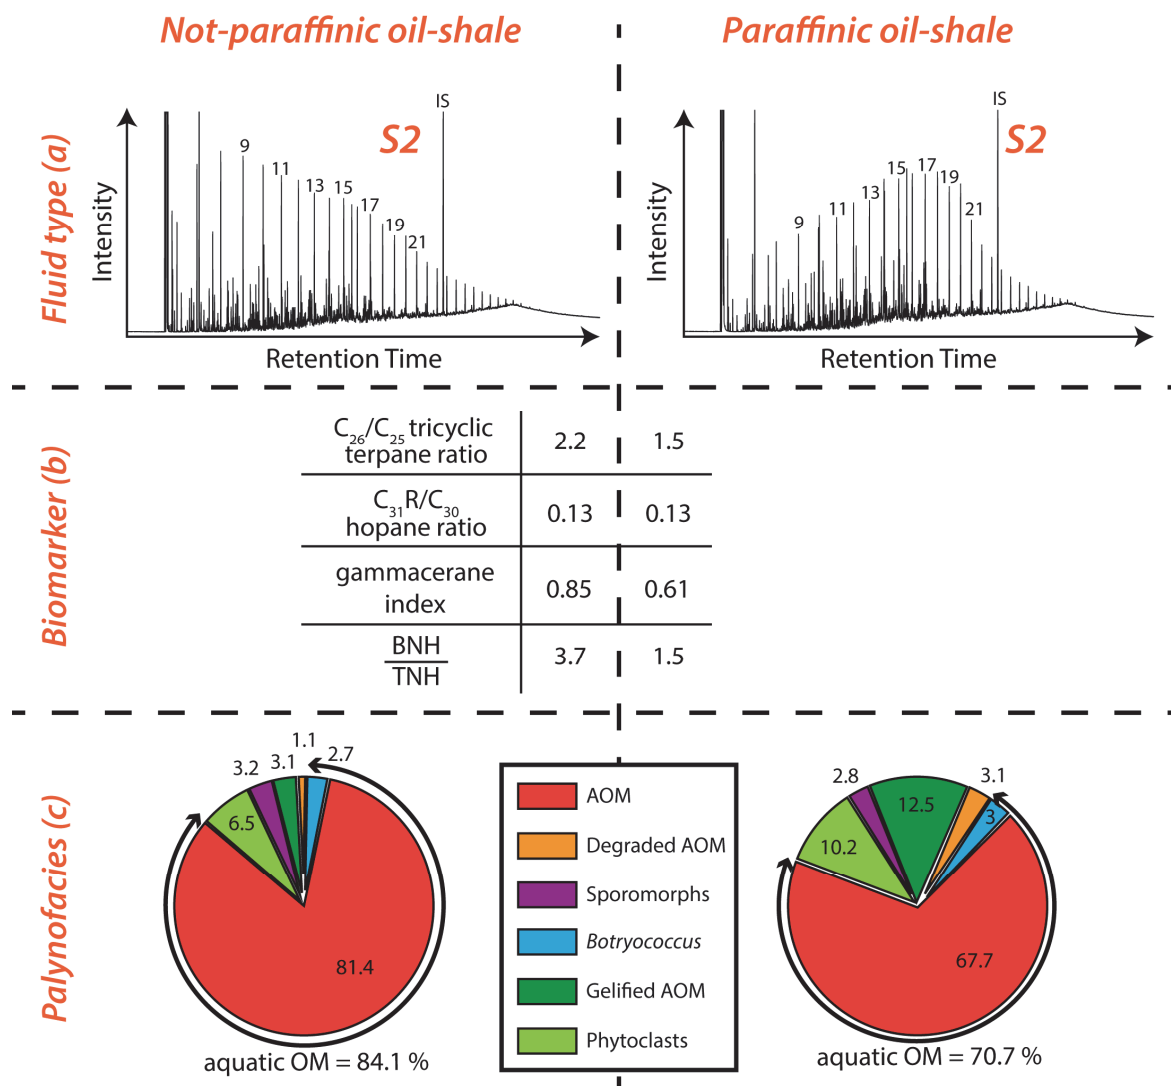 Not-paraffinic oil-shale
Paraffinic oil-shale
Fluid type (a)
Intensity
S2
IS
9
11
13
15
17
19
21
Retention Time
Intensity
S2
IS
9
11
13
15
17
19
21
Retention Time
Biomarker (b)
C₂₆/C₂₅ tricyclic
terpane ratio
2.2
1.5
C₃₁R/C₃₀
hopane ratio
0.13
0.13
gammacerane
index
0.85
0.61
BNH
TNH
3.7
1.5
Palynofacies (c)
1.1
2.7
3.2
3.1
6.5
81.4
aquatic OM = 84.1 %
AOM
Degraded AOM
Sporomorphs
Botryococcus
Gelified AOM
Phytoclasts
2.8
12.5
3.1
3
10.2
67.7
aquatic OM = 70.7 %